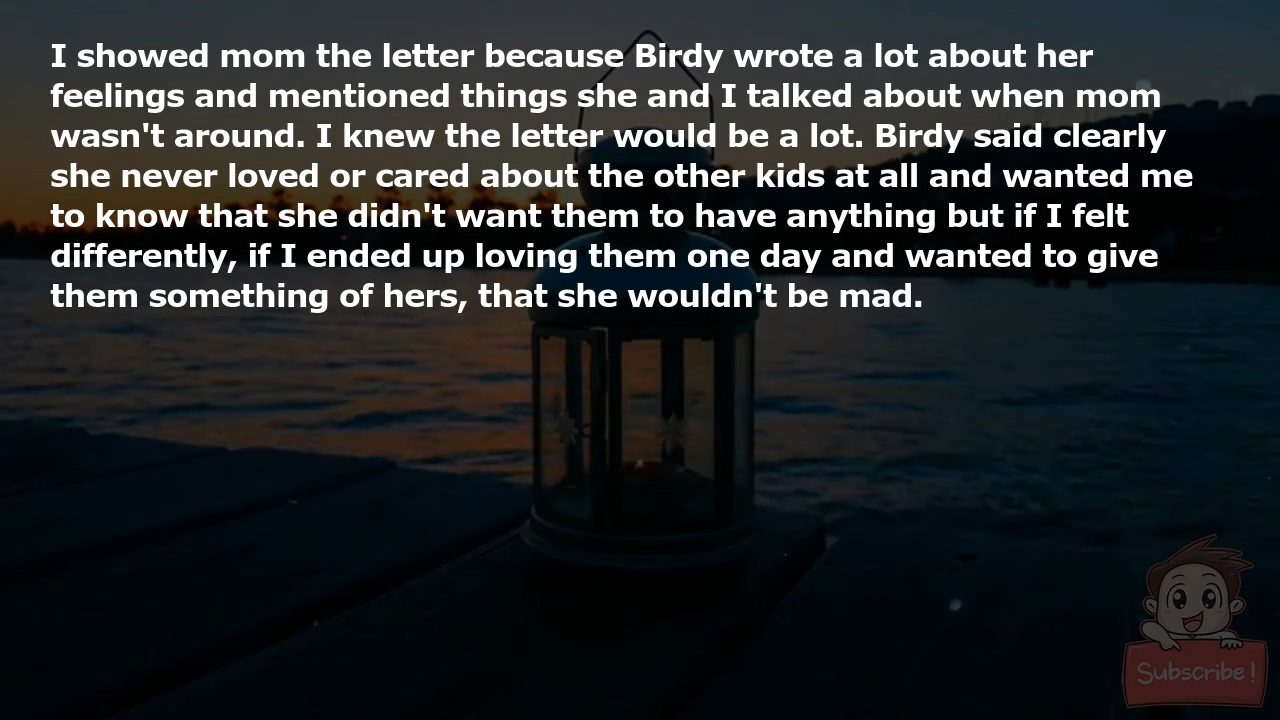 I showed mom the letter because Birdy wrote a lot about her
feelings and mentioned things she and I talked about when mom
wasn't around. I knew the letter would be a lot. Birdy said clearly
she never loved or cared about the other kids at all and wanted me
to know that she didn't want them to have anything but if I felt
differently, if I ended up loving them one day and wanted to give
them something of hers, that she wouldn't be mad.
Subscribe!